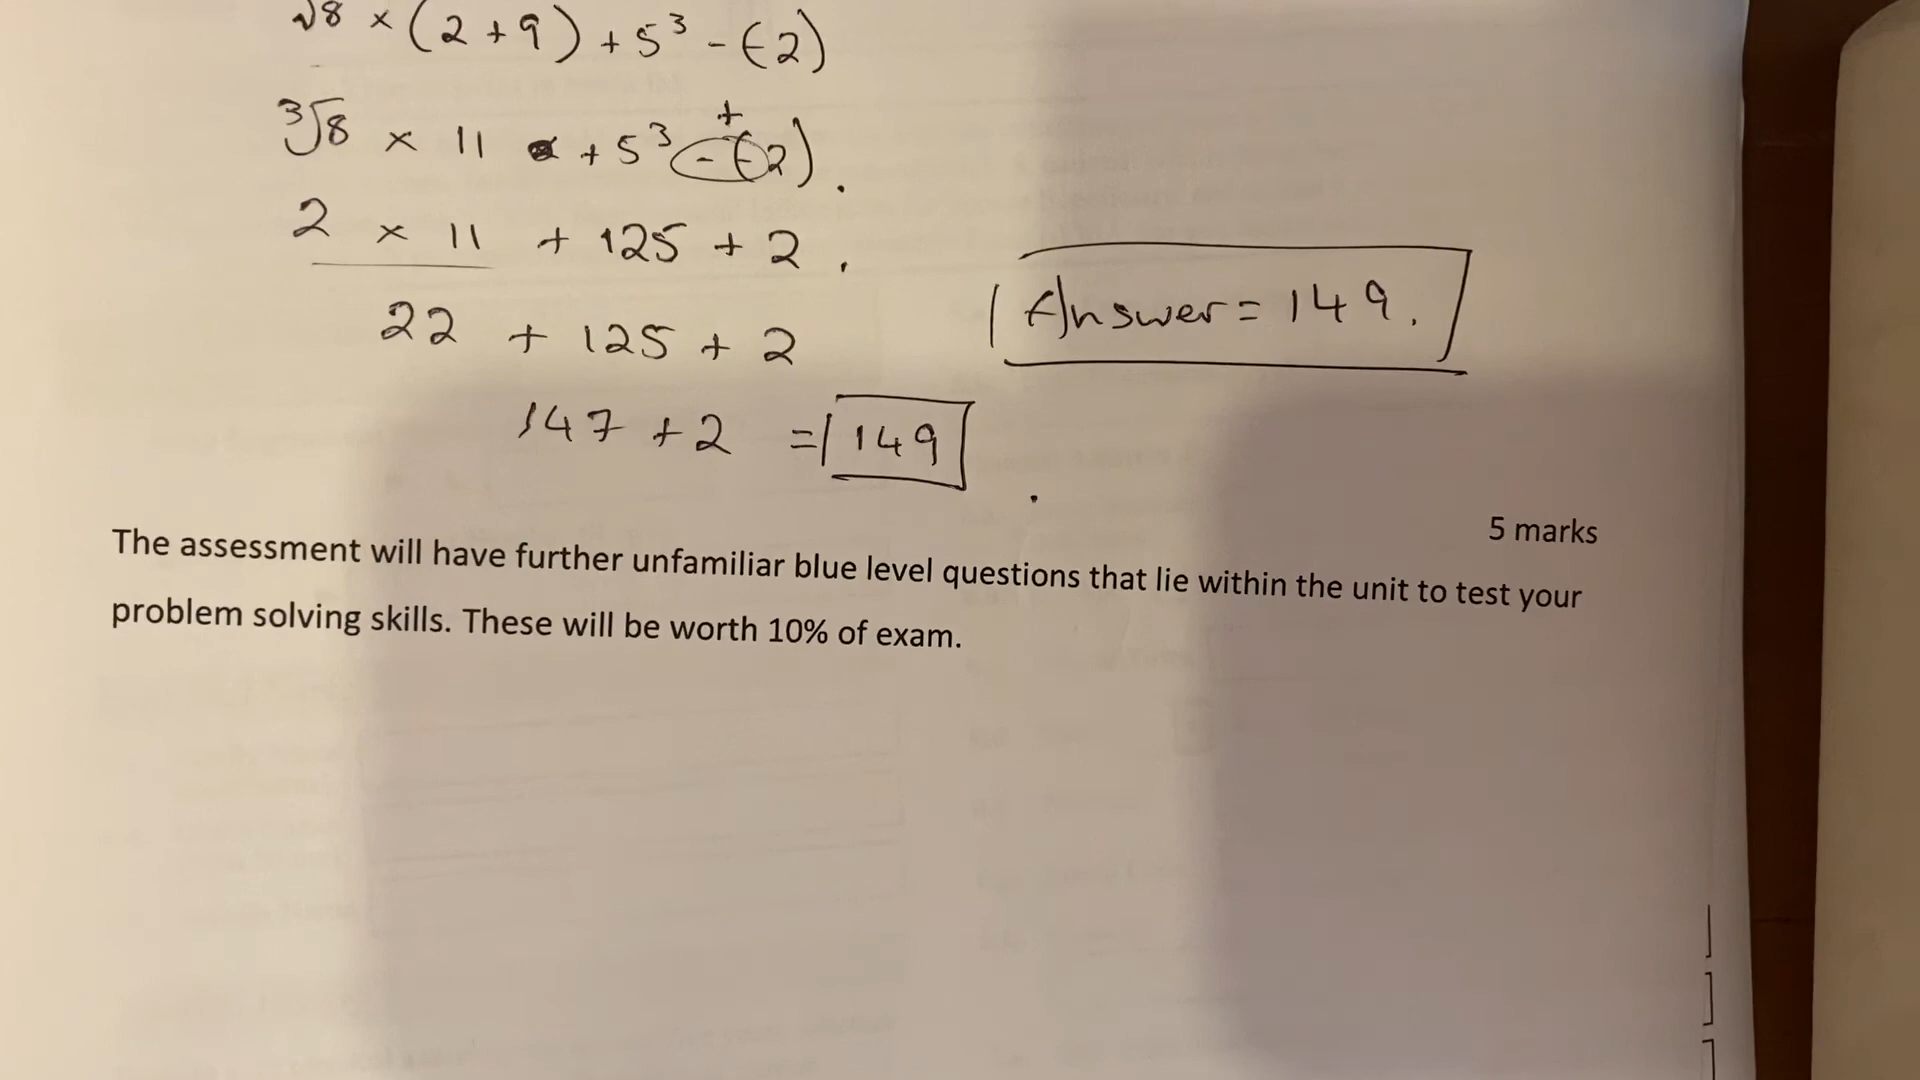 √8 × (2 + 9) + 5³ - (-2)
³√8 × 11 + 5³ - (-2).
+
2 × 11 + 125 + 2.
22 + 125 + 2
Answer = 149.
147 + 2 = 149
5 marks
The assessment will have further unfamiliar blue level questions that lie within the unit to test your
problem solving skills. These will be worth 10% of exam.